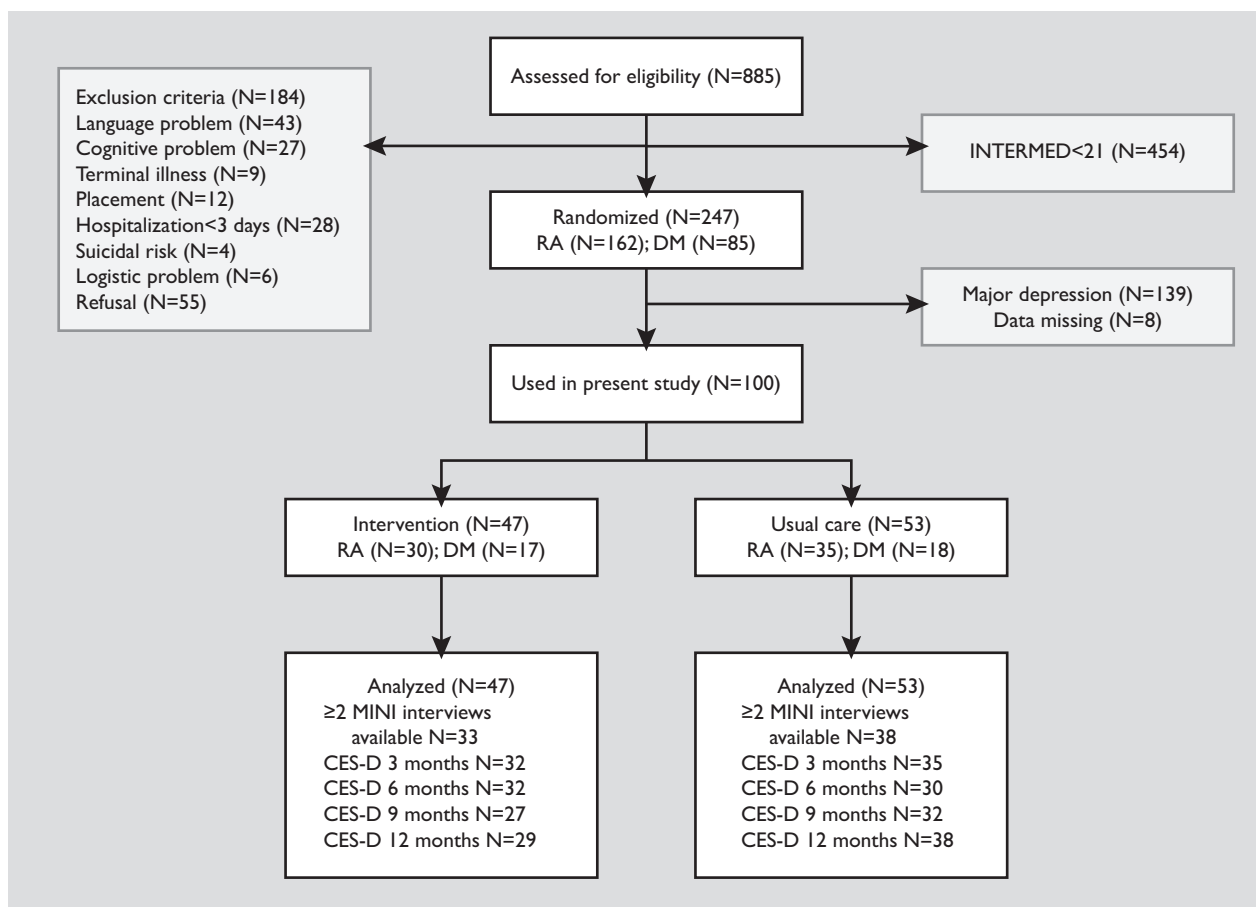 Assessed for eligibility (N=885)
Exclusion criteria (N=184)
Language problem (N=43)
Cognitive problem (N=27)
Terminal illness (N=9)
Placement (N=12)
Hospitalization<3 days (N=28)
Suicidal risk (N=4)
Logistic problem (N=6)
Refusal (N=55)
INTERMED<21 (N=454)
Randomized (N=247)
RA (N=162); DM (N=85)
Major depression (N=139)
Data missing (N=8)
Used in present study (N=100)
Intervention (N=47)
RA (N=30); DM (N=17)
Usual care (N=53)
RA (N=35); DM (N=18)
Analyzed (N=47)
≥2 MINI interviews
available N=33
CES-D 3 months N=32
CES-D 6 months N=32
CES-D 9 months N=27
CES-D 12 months N=29
Analyzed (N=53)
≥2 MINI interviews
available N=38
CES-D 3 months N=35
CES-D 6 months N=30
CES-D 9 months N=32
CES-D 12 months N=38